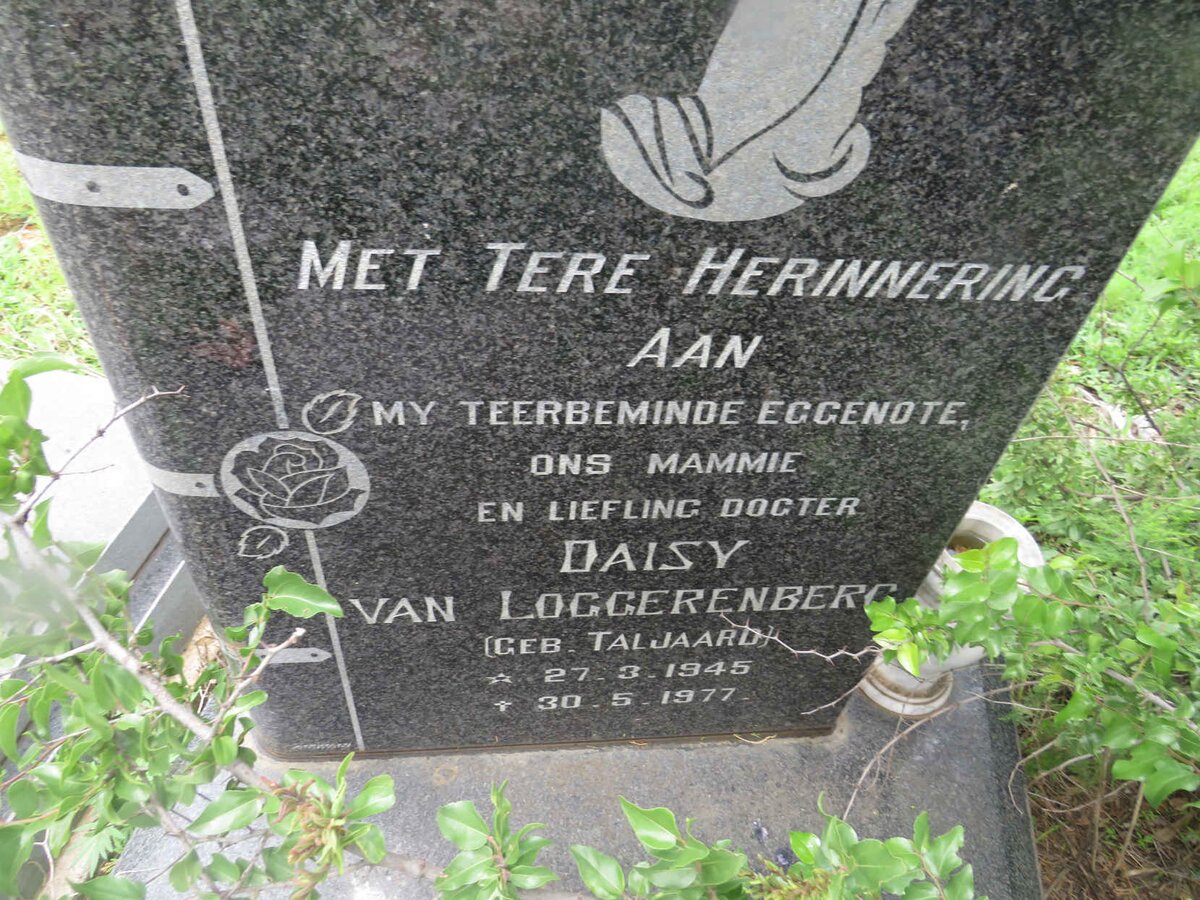 MET TERE HERINNERING
AAN
MY TEERBEMINDE EGGENOTE,
ONS MAMMIE
EN LIEFLING DOGTER
DAISY
VAN LOGGERENBERG
(GEB. TALJAARD)
☆ 27.3.1945
✝ 30.5.1977.